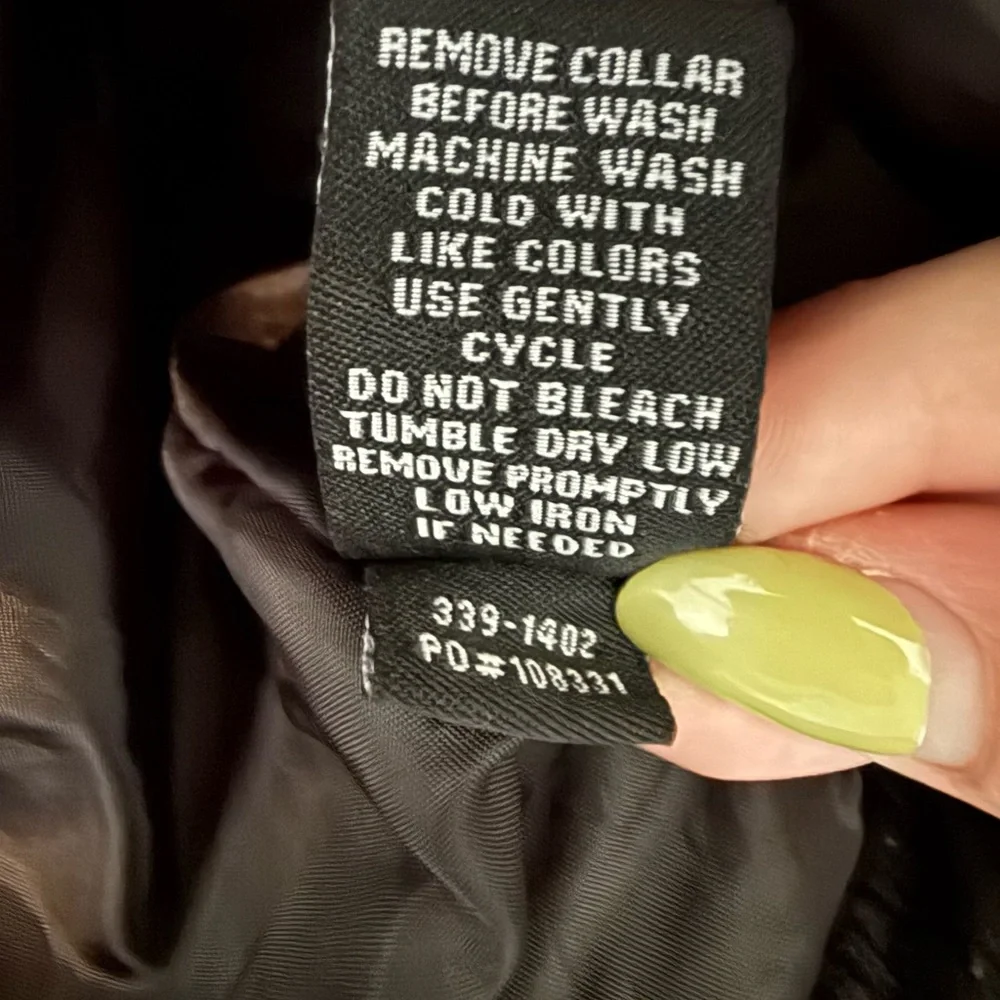 REMOVE COLLAR
BEFORE WASH
MACHINE WASH
COLD WITH
LIKE COLORS
USE GENTLY
CYCLE
DO NOT BLEACH
TUMBLE DRY LOW
REMOVE PROMPTLY
LOW IRON
IF NEEDED
339-1402
PO#108331